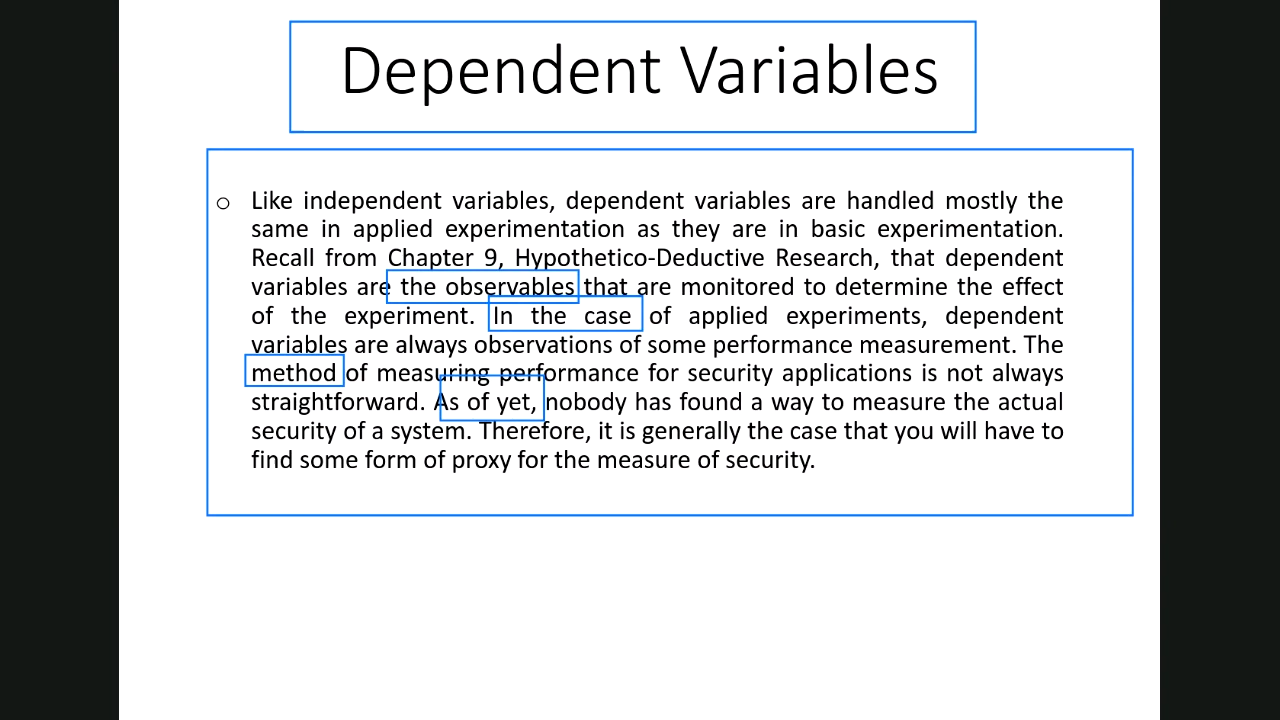 Dependent Variables
○ Like independent variables, dependent variables are handled mostly the
same in applied experimentation as they are in basic experimentation.
Recall from Chapter 9, Hypothetico-Deductive Research, that dependent
variables are the observables that are monitored to determine the effect
of the experiment. In the case of applied experiments, dependent
variables are always observations of some performance measurement. The
method of measuring performance for security applications is not always
straightforward. As of yet, nobody has found a way to measure the actual
security of a system. Therefore, it is generally the case that you will have to
find some form of proxy for the measure of security.